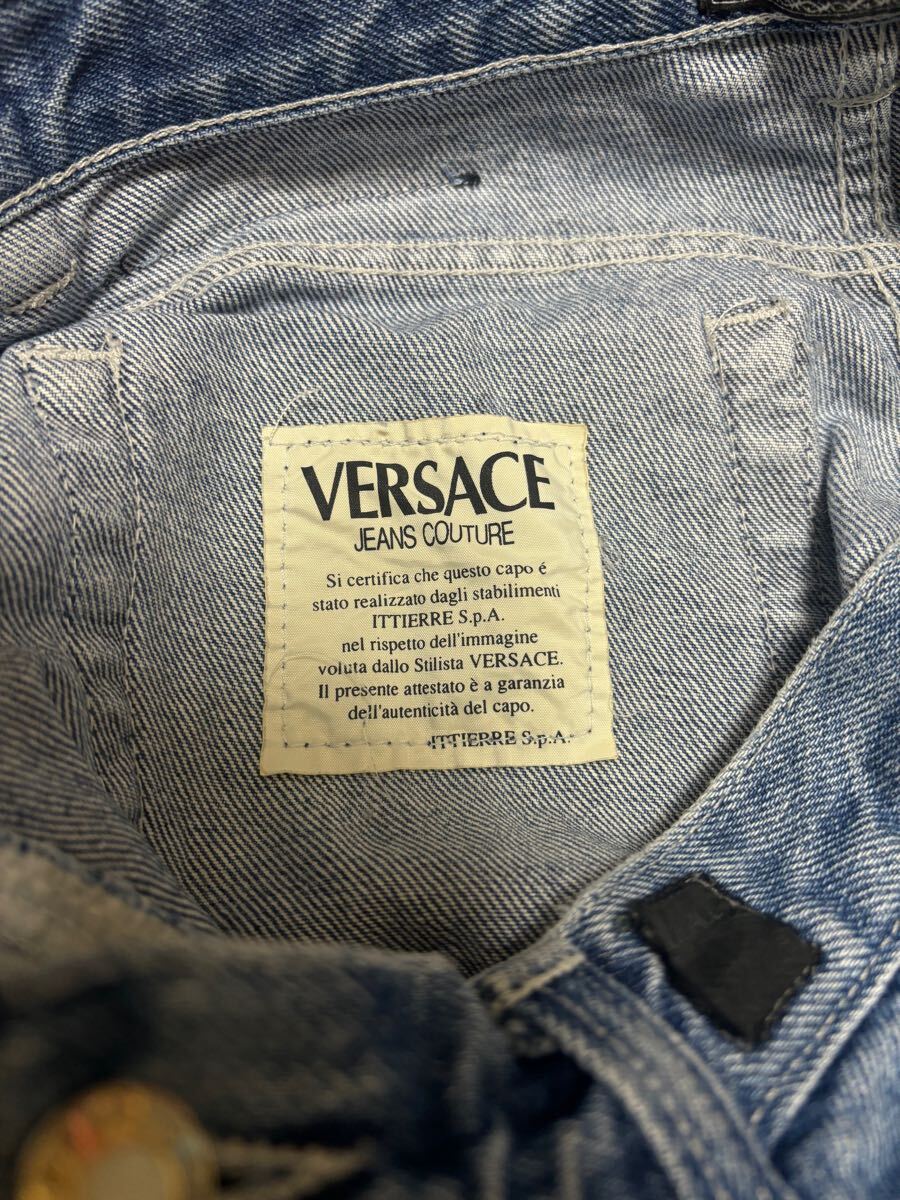 VERSACE
JEANS COUTURE
Si certifica che questo capo é
stato realizzato dagli stabilimenti
ITTIERRE S.p.A.
nel rispetto dell'immagine
voluta dallo Stilista VERSACE.
Il presente attestato è a garanzia
dell'autenticità del capo.
ITTIERRE S.p.A.